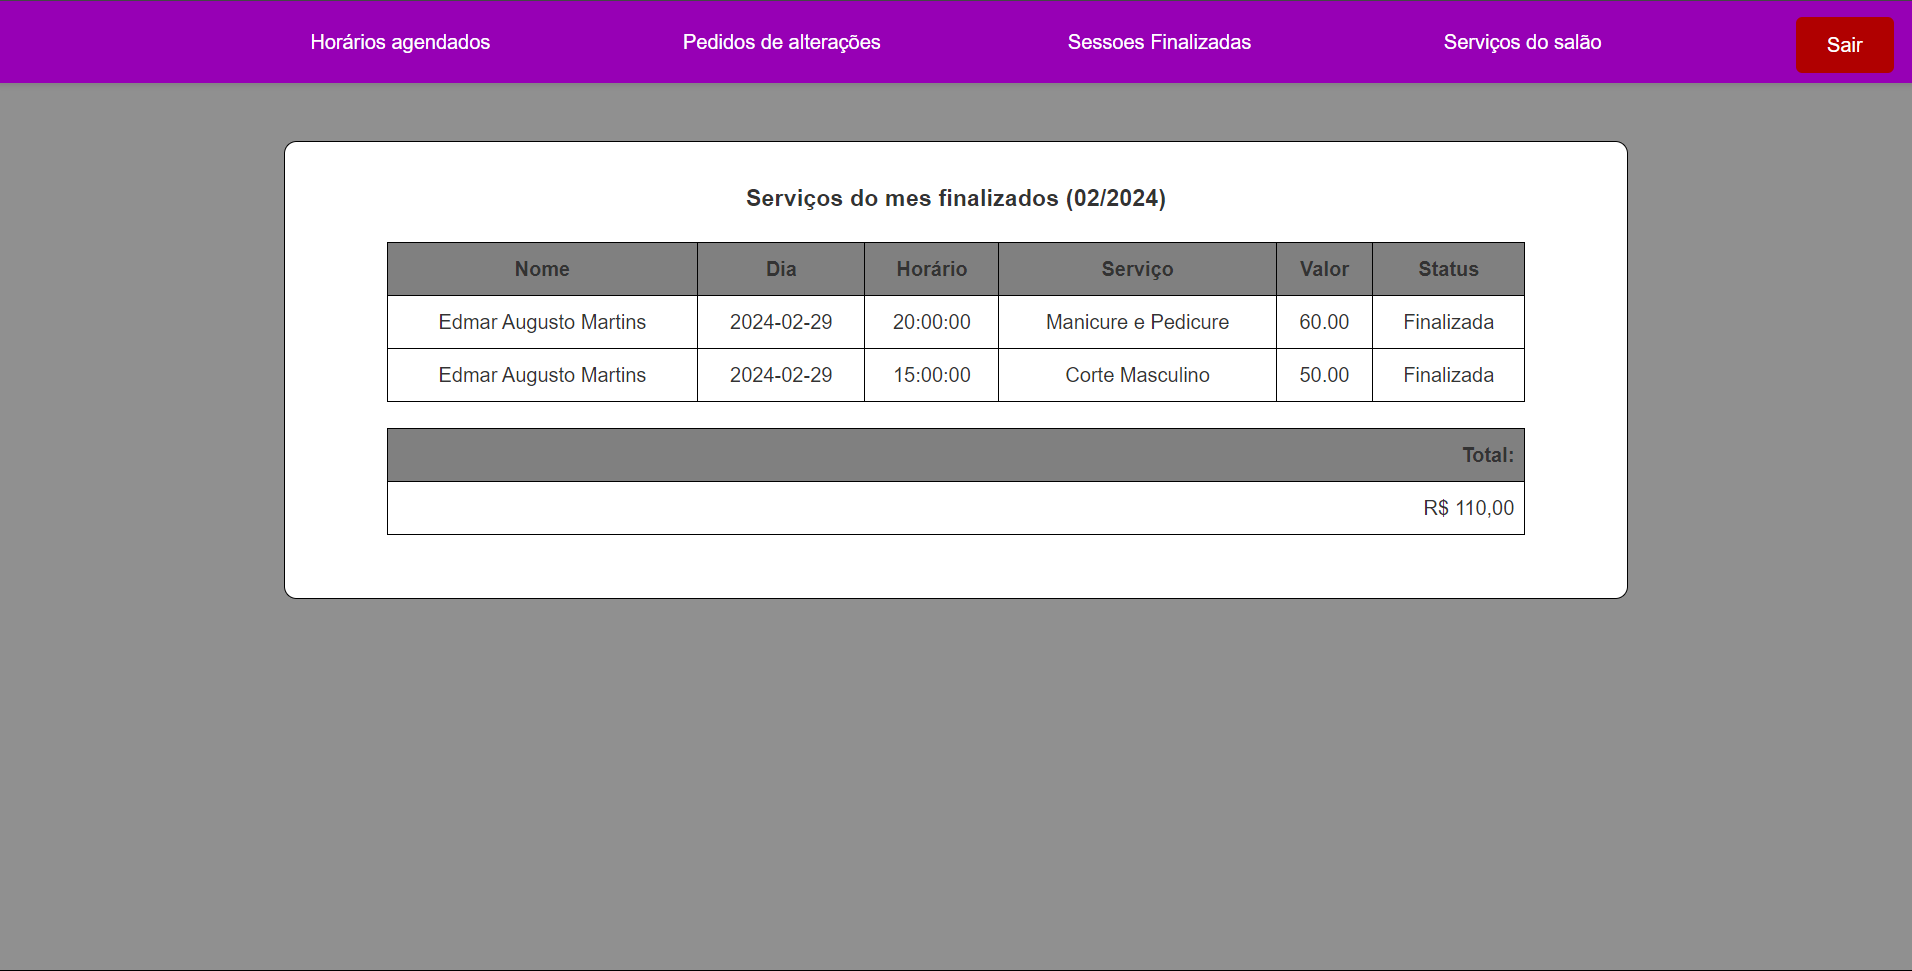 Horários agendados Pedidos de alterações Sessoes Finalizadas Serviços do salão Sair
Serviços do mes finalizados (02/2024)
Nome Dia Horário Serviço Valor Status
Edmar Augusto Martins 2024-02-29 20:00:00 Manicure e Pedicure 60.00 Finalizada
Edmar Augusto Martins 2024-02-29 15:00:00 Corte Masculino 50.00 Finalizada
Total:
R$ 110,00